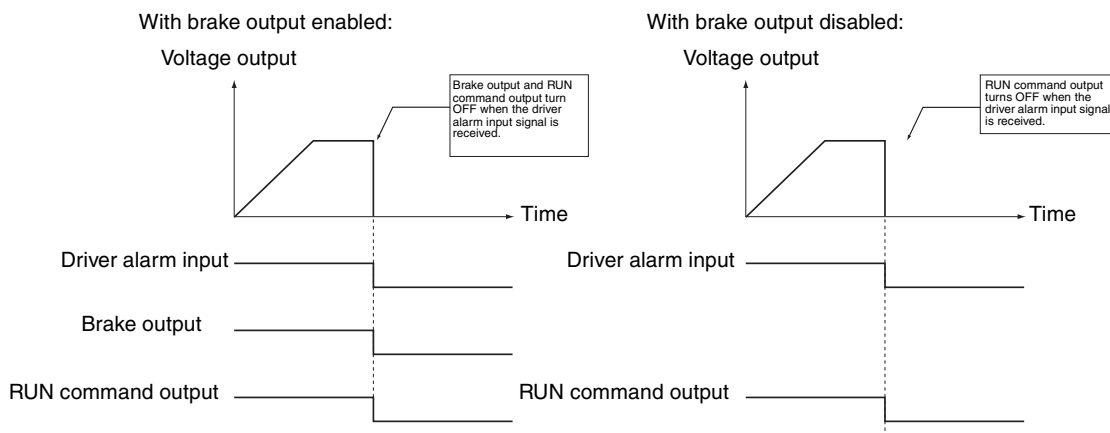 With brake output enabled:
Voltage output
Brake output and RUN
command output turn
OFF when the driver
alarm input signal is
received.
Time
Driver alarm input
Brake output
RUN command output
With brake output disabled:
Voltage output
RUN command output
turns OFF when the
driver alarm input signal
is received.
Time
Driver alarm input
RUN command output